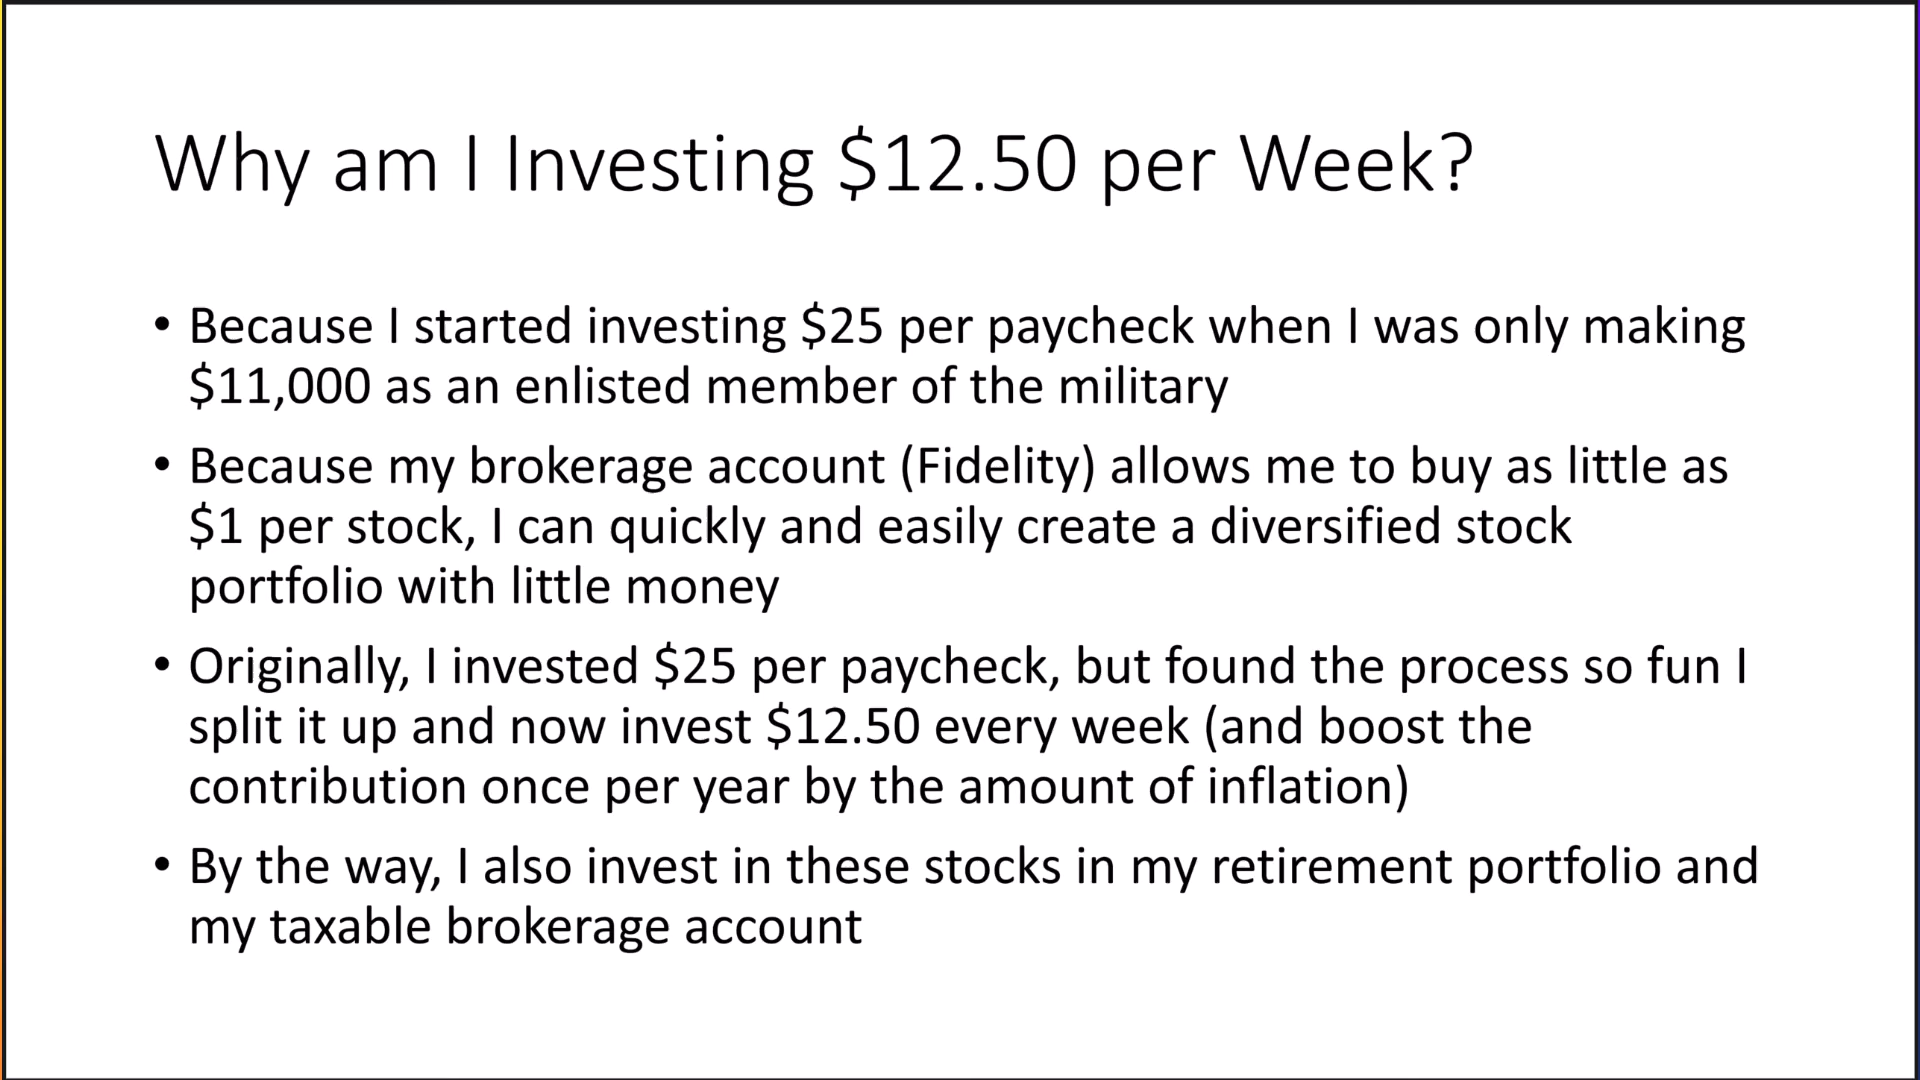 Why am I Investing $12.50 per Week?
• Because I started investing $25 per paycheck when I was only making
$11,000 as an enlisted member of the military
• Because my brokerage account (Fidelity) allows me to buy as little as
$1 per stock, I can quickly and easily create a diversified stock
portfolio with little money
• Originally, I invested $25 per paycheck, but found the process so fun I
split it up and now invest $12.50 every week (and boost the
contribution once per year by the amount of inflation)
• By the way, I also invest in these stocks in my retirement portfolio and
my taxable brokerage account